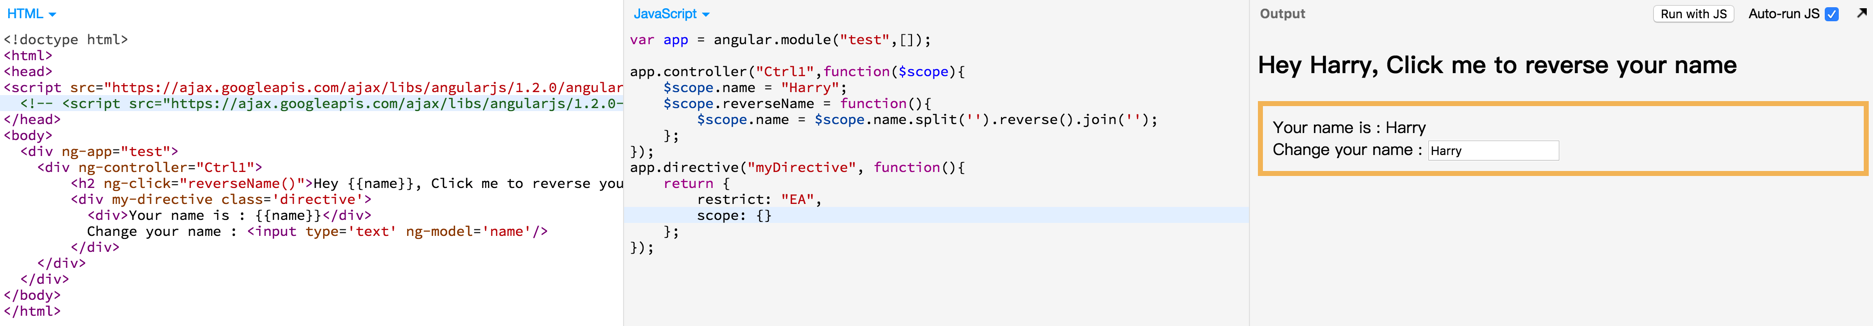 HTML
<!doctype html>
<html>
<head>
<script src="https://ajax.googleapis.com/ajax/libs/angularjs/1.2.0/angular
<!-- <script src="https://ajax.googleapis.com/ajax/libs/angularjs/1.2.0-
</head>
<body>
<div ng-app="test">
<div ng-controller="Ctrl1">
<h2 ng-click="reverseName()">Hey {{name}}, Click me to reverse you
<div my-directive class='directive'>
<div>Your name is : {{name}}</div>
Change your name : <input type='text' ng-model='name'/>
</div>
</div>
</div>
</body>
</html>
JavaScript
var app = angular.module("test",[]);
app.controller("Ctrl1",function($scope){
$scope.name = "Harry";
$scope.reverseName = function(){
$scope.name = $scope.name.split('').reverse().join('');
};
});
app.directive("myDirective", function(){
return {
restrict: "EA",
scope: {}
};
});
Output
Run with JS
Auto-run JS
Hey Harry, Click me to reverse your name
Your name is : Harry
Change your name : Harry